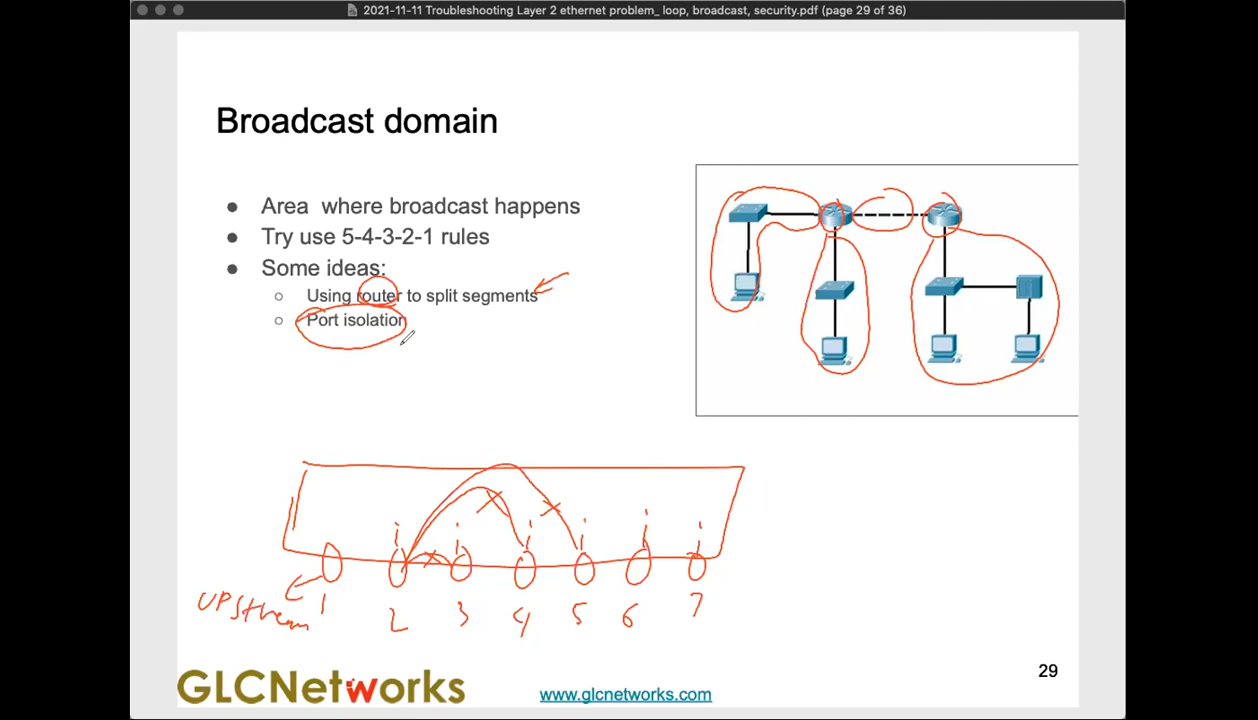 2021-11-11 Troubleshooting Layer 2 ethernet problem_ loop, broadcast, security.pdf (page 29 of 36)
Broadcast domain
● Area where broadcast happens
● Try use 5-4-3-2-1 rules
● Some ideas:
○ Using router to split segments
○ Port isolation
i i i i i i
UPStream
1 2 3 4 5 6 7
GLCNetworks
www.glcnetworks.com
29